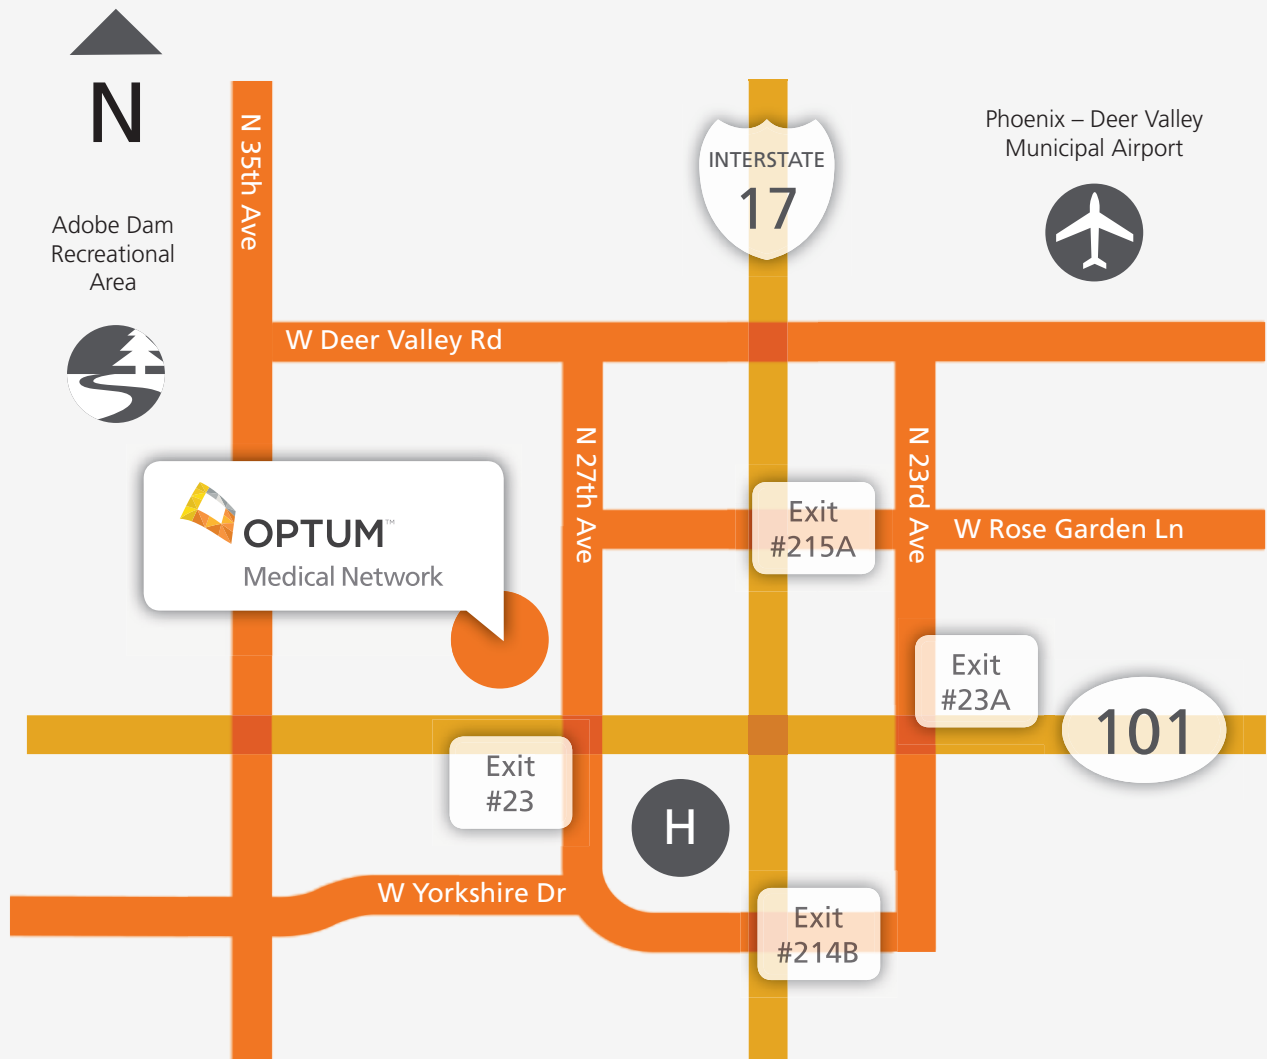 N
N 35th Ave
INTERSTATE
17
Phoenix – Deer Valley
Municipal Airport
Adobe Dam
Recreational
Area
W Deer Valley Rd
N 27th Ave
N 23rd Ave
OPTUM™
Medical Network
Exit
#215A
W Rose Garden Ln
Exit
#23A
101
Exit
#23
H
W Yorkshire Dr
Exit
#214B